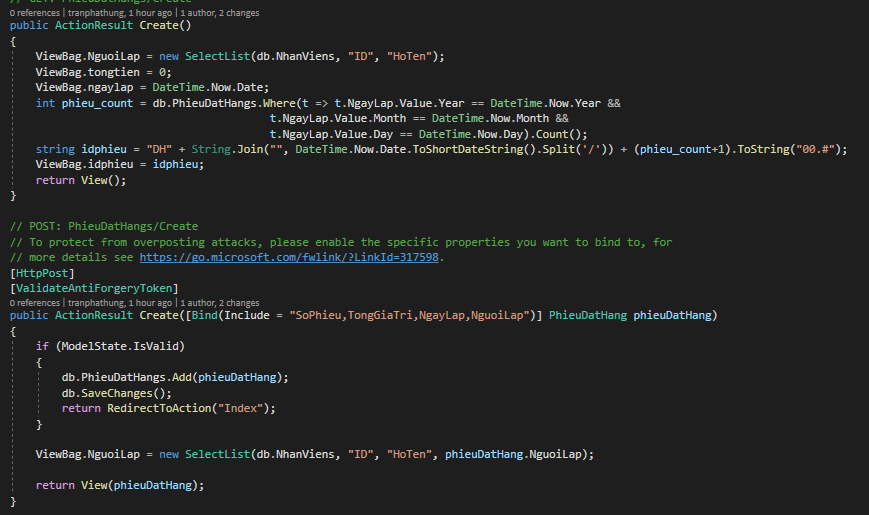 // GET: PhieuDatHangs/Create
0 references | tranphathung, 1 hour ago | 1 author, 2 changes
public ActionResult Create()
{
ViewBag.NguoiLap = new SelectList(db.NhanViens, "ID", "HoTen");
ViewBag.tongtien = 0;
ViewBag.ngaylap = DateTime.Now.Date;
int phieu_count = db.PhieuDatHangs.Where(t => t.NgayLap.Value.Year == DateTime.Now.Year &&
t.NgayLap.Value.Month == DateTime.Now.Month &&
t.NgayLap.Value.Day == DateTime.Now.Day).Count();
string idphieu = "DH" + String.Join("", DateTime.Now.Date.ToShortDateString().Split('/')) + (phieu_count+1).ToString("00.#");
ViewBag.idphieu = idphieu;
return View();
}
// POST: PhieuDatHangs/Create
// To protect from overposting attacks, please enable the specific properties you want to bind to, for
// more details see https://go.microsoft.com/fwlink/?LinkId=317598.
[HttpPost]
[ValidateAntiForgeryToken]
0 references | tranphathung, 1 hour ago | 1 author, 2 changes
public ActionResult Create([Bind(Include = "SoPhieu,TongGiaTri,NgayLap,NguoiLap")] PhieuDatHang phieuDatHang)
{
if (ModelState.IsValid)
{
db.PhieuDatHangs.Add(phieuDatHang);
db.SaveChanges();
return RedirectToAction("Index");
}
ViewBag.NguoiLap = new SelectList(db.NhanViens, "ID", "HoTen", phieuDatHang.NguoiLap);
return View(phieuDatHang);
}